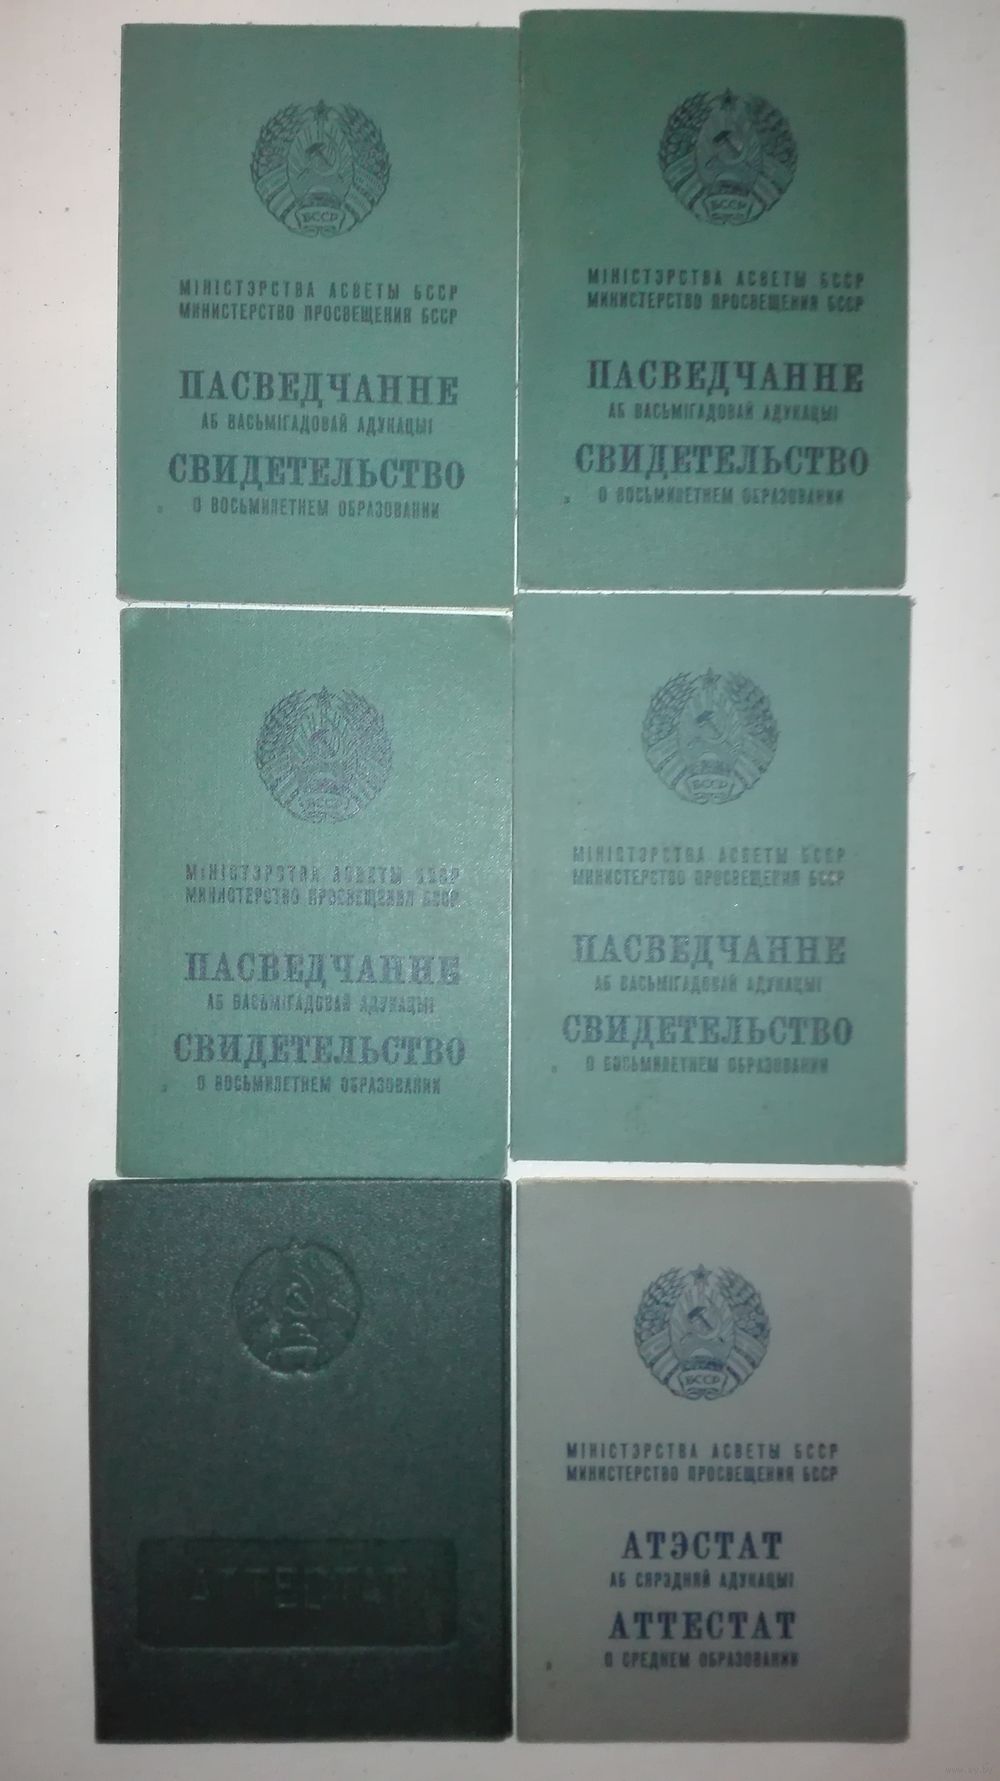 БССР
МІНІСТЭРСТВА АСВЕТЫ БССР
МИНИСТЕРСТВО ПРОСВЕЩЕНИЯ БССР
ПАСВЕДЧАННЕ
АБ ВАСЬМІГАДОВАЙ АДУКАЦЫІ
СВИДЕТЕЛЬСТВО
О ВОСЬМИЛЕТНЕМ ОБРАЗОВАНИИ
БССР
МІНІСТЭРСТВА АСВЕТЫ БССР
МИНИСТЕРСТВО ПРОСВЕЩЕНИЯ БССР
ПАСВЕДЧАННЕ
АБ ВАСЬМІГАДОВАЙ АДУКАЦЫІ
СВИДЕТЕЛЬСТВО
О ВОСЬМИЛЕТНЕМ ОБРАЗОВАНИИ
БССР
МІНІСТЭРСТВА АСВЕТЫ БССР
МИНИСТЕРСТВО ПРОСВЕЩЕНИЯ БССР
ПАСВЕДЧАННЕ
АБ ВАСЬМІГАДОВАЙ АДУКАЦЫІ
СВИДЕТЕЛЬСТВО
О ВОСЬМИЛЕТНЕМ ОБРАЗОВАНИИ
БССР
МІНІСТЭРСТВА АСВЕТЫ БССР
МИНИСТЕРСТВО ПРОСВЕЩЕНИЯ БССР
ПАСВЕДЧАННЕ
АБ ВАСЬМІГАДОВАЙ АДУКАЦЫІ
СВИДЕТЕЛЬСТВО
О ВОСЬМИЛЕТНЕМ ОБРАЗОВАНИИ
АТТЕСТАТ
БССР
МІНІСТЭРСТВА АСВЕТЫ БССР
МИНИСТЕРСТВО ПРОСВЕЩЕНИЯ БССР
АТЭСТАТ
АБ СЯРЭДНЯЙ АДУКАЦЫІ
АТТЕСТАТ
О СРЕДНЕМ ОБРАЗОВАНИИ